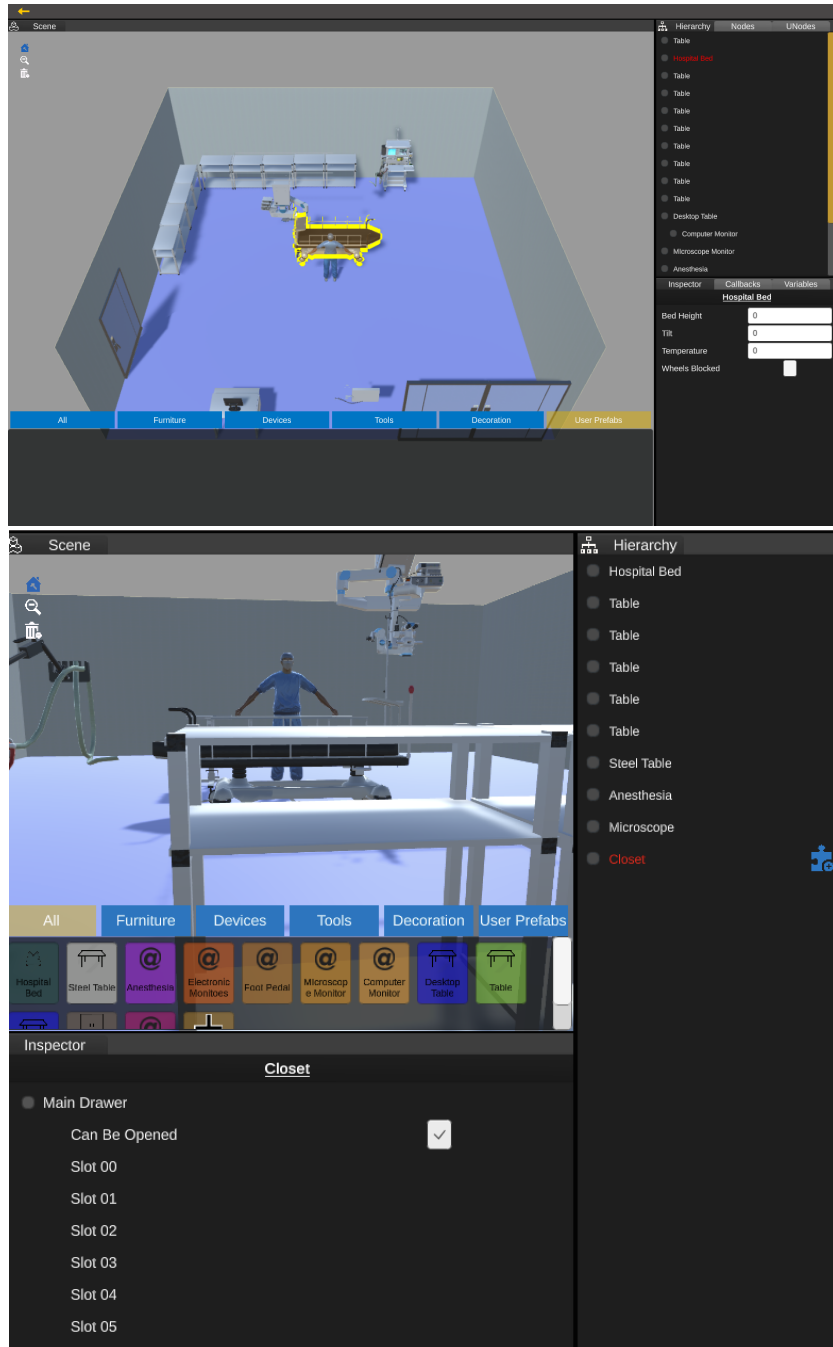 Scene
Hierarchy Nodes UNodes
Table
Hospital Bed
Table
Table
Table
Table
Table
Table
Table
Table
Desktop Table
Computer Monitor
Microscope Monitor
Anesthesia
Inspector Callbacks Variables
Hospital Bed
Bed Height 0
Tilt 0
Temperature 0
Wheels Blocked
All Furniture Devices Tools Decoration User Prefabs
Scene
Hierarchy
Hospital Bed
Table
Table
Table
Table
Table
Steel Table
Anesthesia
Microscope
Closet
All Furniture Devices Tools Decoration User Prefabs
Hospital Bed
Steel Table
@ Anesthesia
@ Electronic Monitoes
@ Foot Pedal
@ Microscop e Monitor
@ Computer Monitor
Desktop Table
Table
@
Inspector
Closet
Main Drawer
Can Be Opened
Slot 00
Slot 01
Slot 02
Slot 03
Slot 04
Slot 05